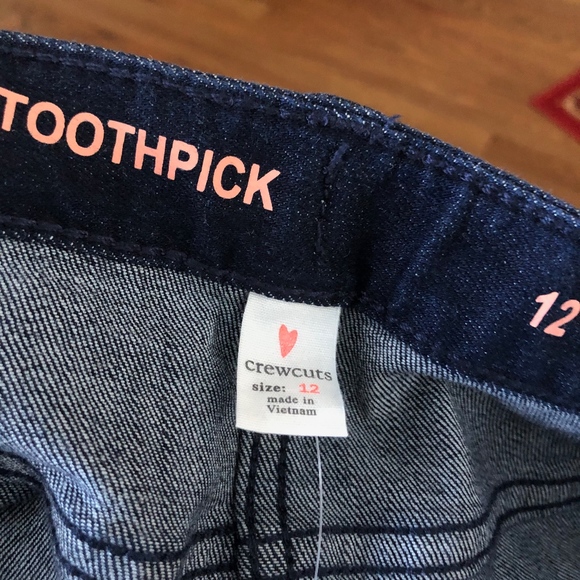 TOOTHPICK
12
crewcuts
size: 12
made in
Vietnam